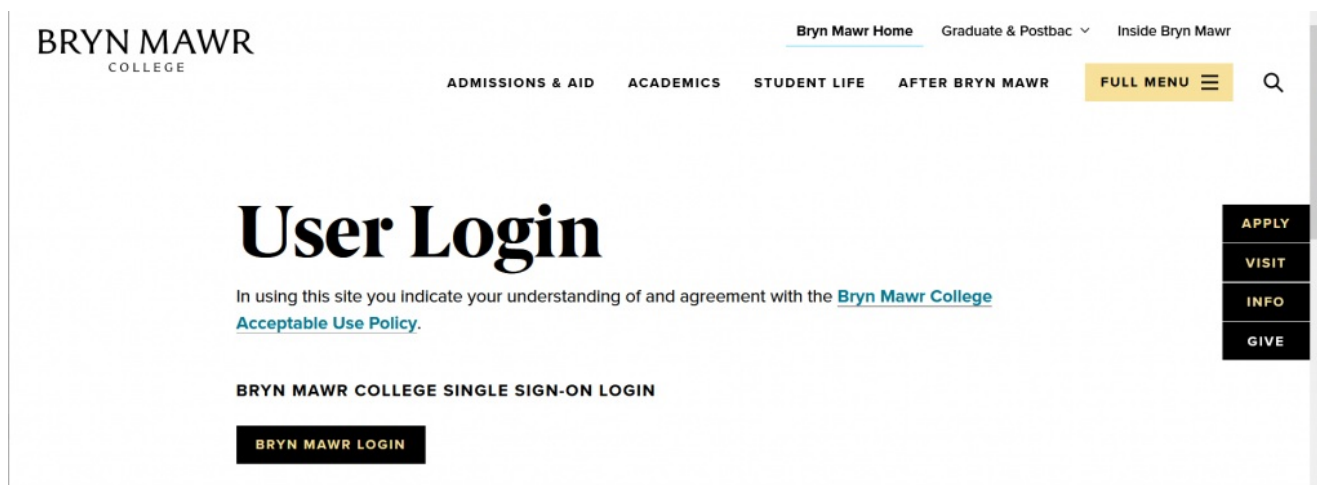 BRYN MAWR
COLLEGE
Bryn Mawr Home Graduate & Postbac Inside Bryn Mawr
ADMISSIONS & AID ACADEMICS STUDENT LIFE AFTER BRYN MAWR FULL MENU
User Login
In using this site you indicate your understanding of and agreement with the Bryn Mawr College
Acceptable Use Policy.
BRYN MAWR COLLEGE SINGLE SIGN-ON LOGIN
BRYN MAWR LOGIN
APPLY
VISIT
INFO
GIVE